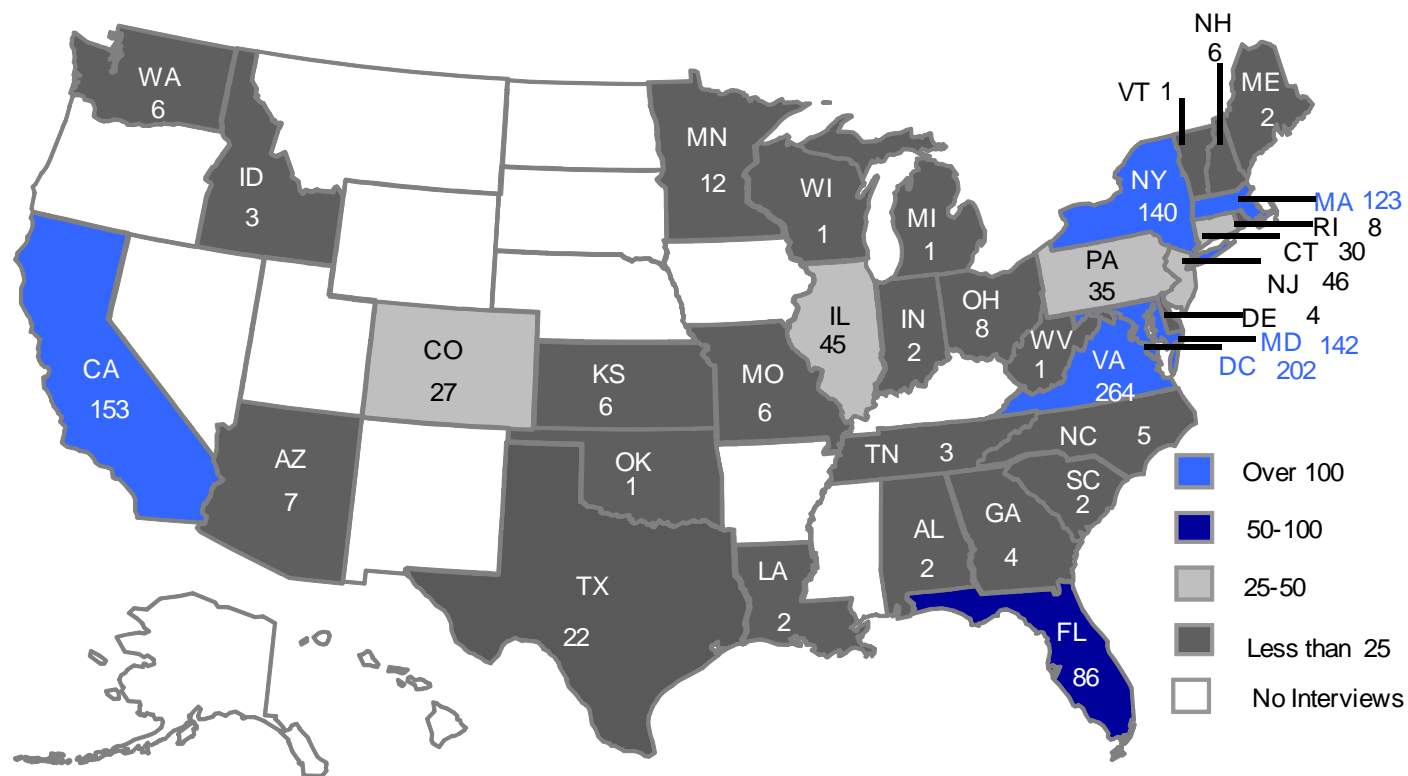 NH
6
VT 1
ME
2
WA
6
MN
12
ID
3
WI
1
MI
1
NY
140
MA 123
RI 8
CT 30
NJ 46
PA
35
DE 4
MD 142
DC 202
CA
153
CO
27
KS
6
MO
6
IL
45
IN
2
OH
8
WV
1
VA
264
AZ
7
OK
1
TN 3
NC 5
SC
2
TX
22
LA
2
AL
2
GA
4
FL
86
Over 100
50-100
25-50
Less than 25
No Interviews